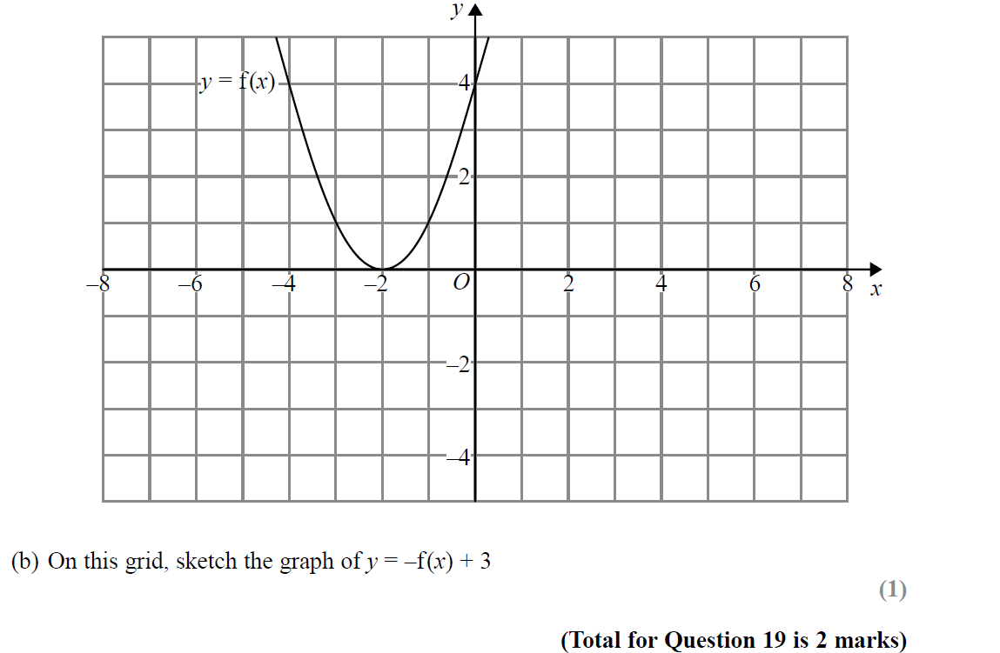 y
y = f(x)
4
2
–8 –6 –4 –2 O 2 4 6 8 x
–2
–4
(b) On this grid, sketch the graph of y = –f(x) + 3
(1)
(Total for Question 19 is 2 marks)